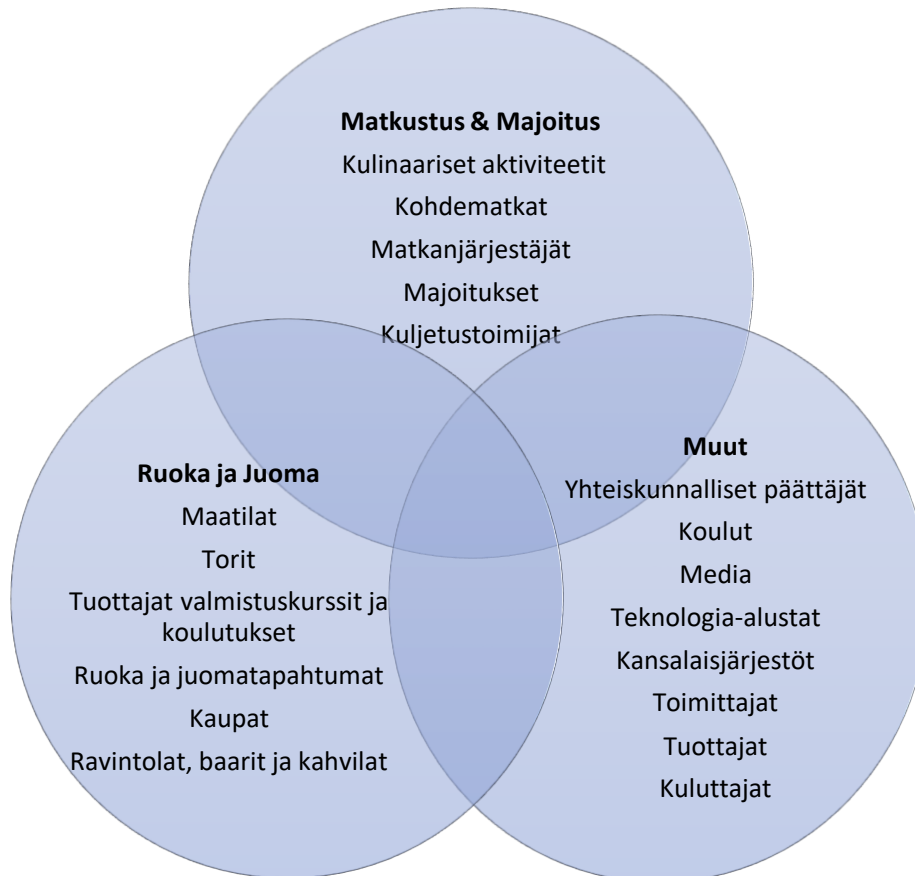 Matkustus & Majoitus
Kulinaariset aktiviteetit
Kohdematkat
Matkanjärjestäjät
Majoitukset
Kuljetustoimijat
Ruoka ja Juoma
Maatilat
Torit
Tuottajat valmistuskurssit ja
koulutukset
Ruoka ja juomatapahtumat
Kaupat
Ravintolat, baarit ja kahvilat
Muut
Yhteiskunnalliset päättäjät
Koulut
Media
Teknologia-alustat
Kansalaisjärjestöt
Toimittajat
Tuottajat
Kuluttajat